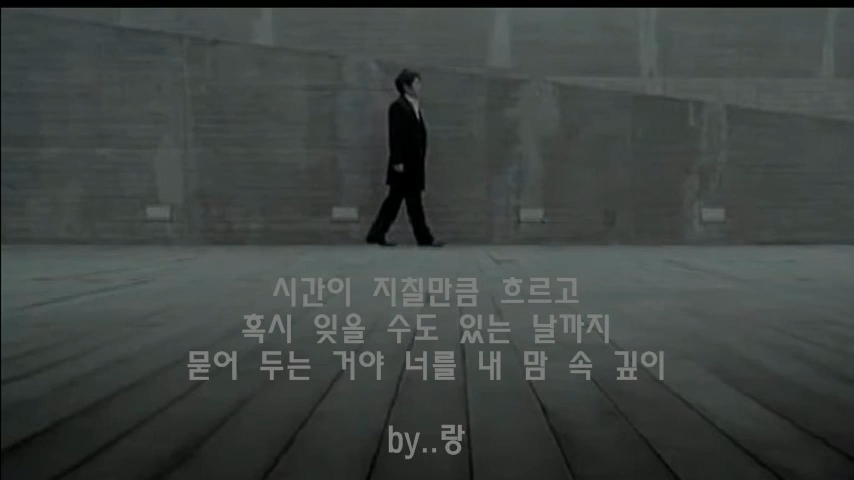 시간이 지칠만큼 흐르고
혹시 잊을 수도 있는 날까지
묻어 두는 거야 너를 내 맘 속 깊이
by..랑